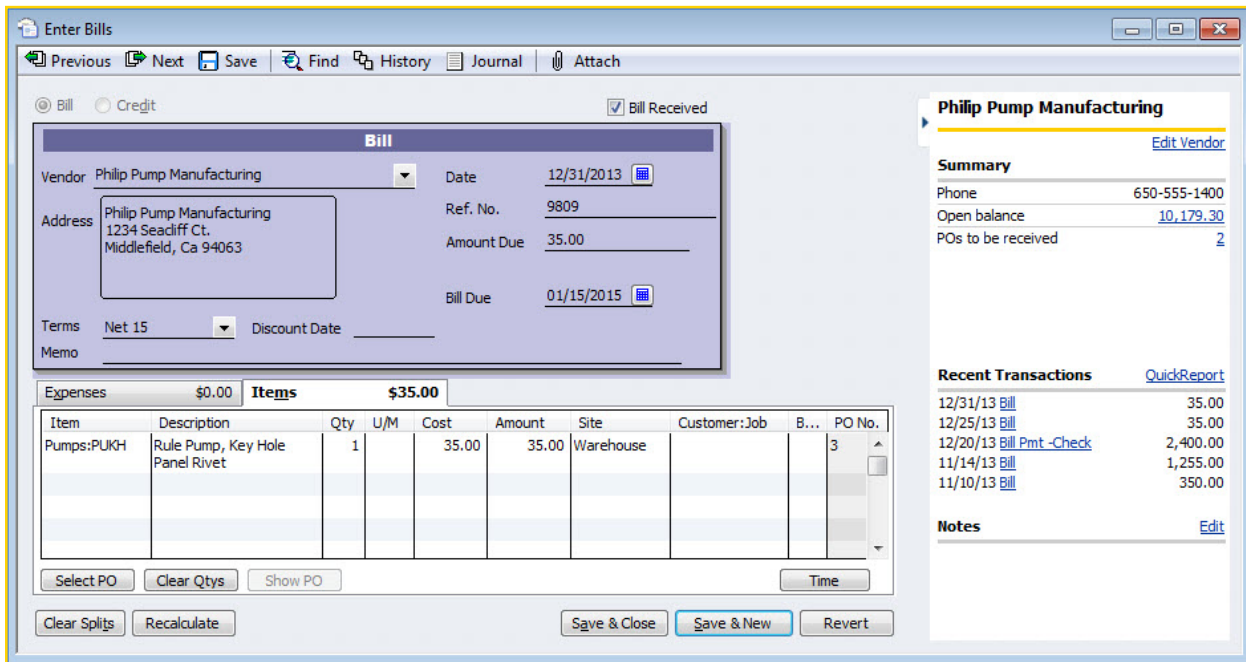 Enter Bills
Previous Next Save Find History Journal Attach
Bill Credit Bill Received
Bill
Vendor Philip Pump Manufacturing Date 12/31/2013
Address Philip Pump Manufacturing
1234 Seacliff Ct.
Middlefield, Ca 94063
Ref. No. 9809
Amount Due 35.00
Bill Due 01/15/2015
Terms Net 15 Discount Date
Memo
Expenses $0.00 Items $35.00
Item Description Qty U/M Cost Amount Site Customer:Job B... PO No.
Pumps:PUKH Rule Pump, Key Hole 1 35.00 35.00 Warehouse 3
Panel Rivet
Select PO Clear Qtys Show PO Time
Clear Splits Recalculate Save & Close Save & New Revert
Philip Pump Manufacturing
Edit Vendor
Summary
Phone 650-555-1400
Open balance 10,179.30
POs to be received 2
Recent Transactions QuickReport
12/31/13 Bill 35.00
12/25/13 Bill 35.00
12/20/13 Bill Pmt -Check 2,400.00
11/14/13 Bill 1,255.00
11/10/13 Bill 350.00
Notes Edit